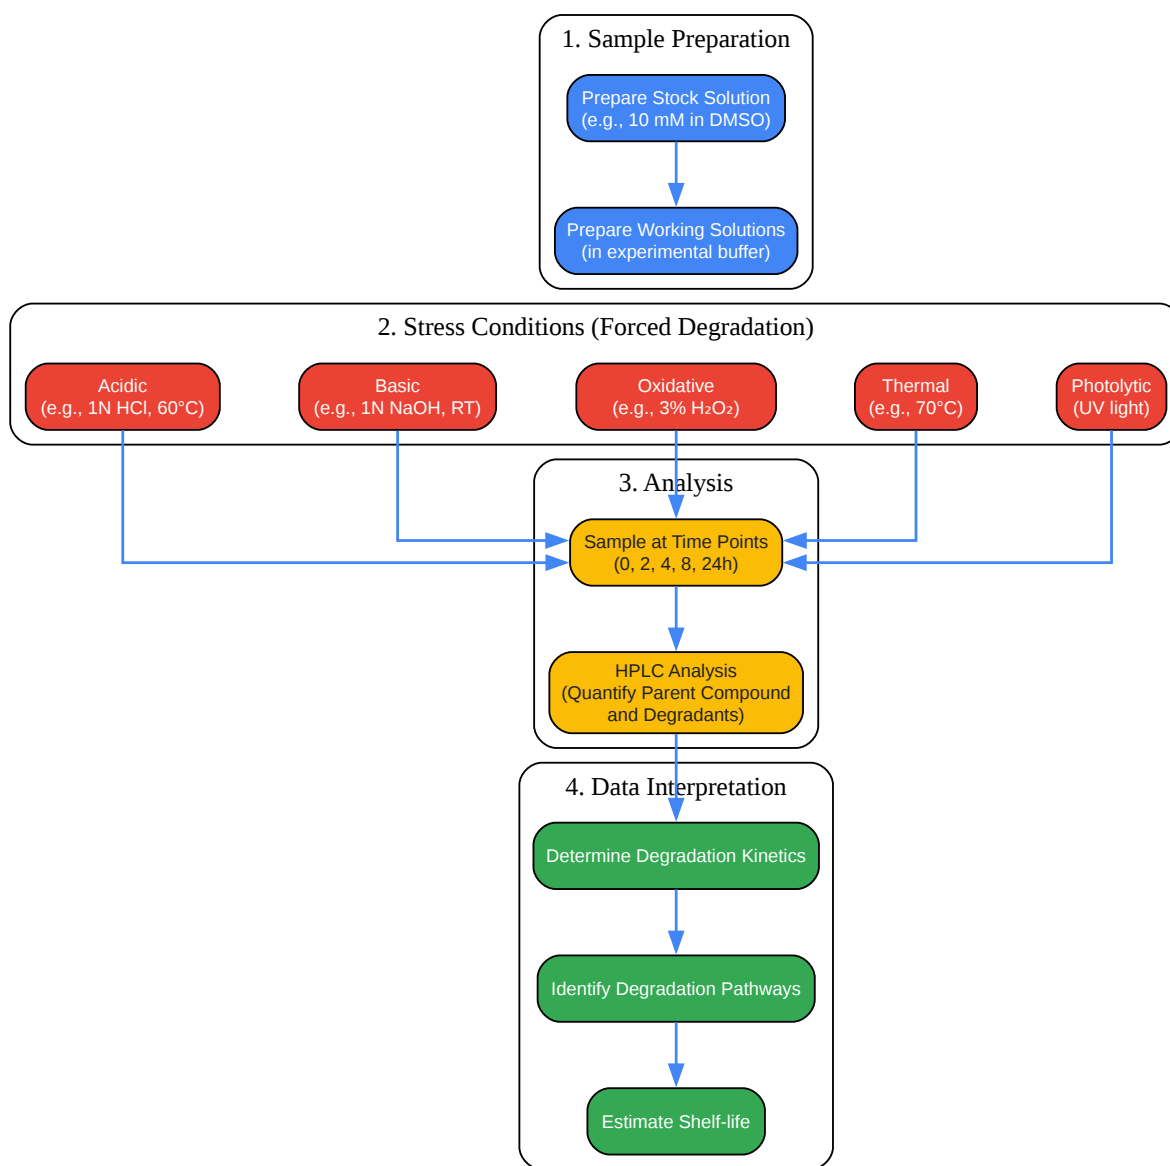 1. Sample Preparation
Prepare Stock Solution
(e.g., 10 mM in DMSO)
Prepare Working Solutions
(in experimental buffer)
2. Stress Conditions (Forced Degradation)
Acidic
(e.g., 1N HCl, 60°C)
Basic
(e.g., 1N NaOH, RT)
Oxidative
(e.g., 3% H₂O₂)
Thermal
(e.g., 70°C)
Photolytic
(UV light)
3. Analysis
Sample at Time Points
(0, 2, 4, 8, 24h)
HPLC Analysis
(Quantify Parent Compound
and Degradants)
4. Data Interpretation
Determine Degradation Kinetics
Identify Degradation Pathways
Estimate Shelf-life